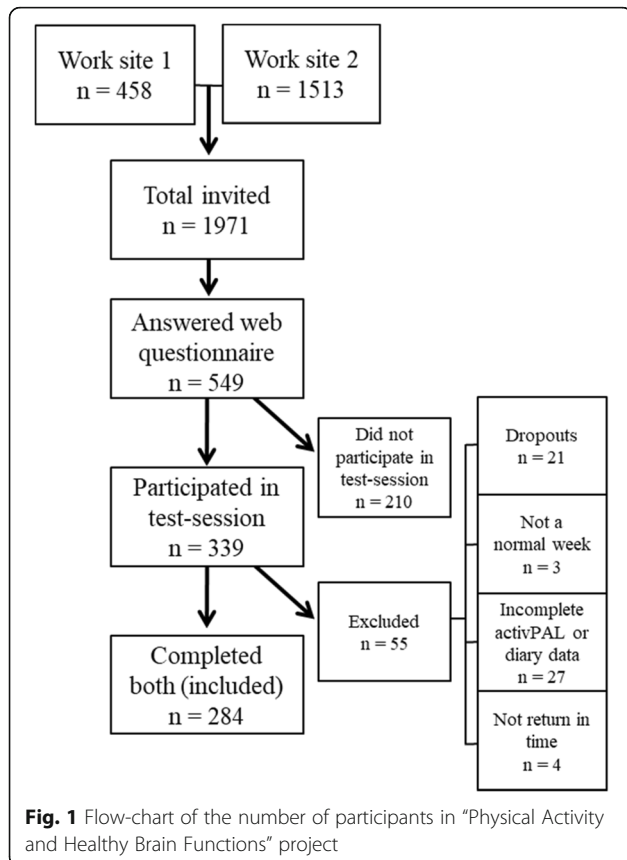 Work site 1
n = 458
Work site 2
n = 1513
Total invited
n = 1971
Answered web
questionnaire
n = 549
Did not
participate in
test-session
n = 210
Participated in
test-session
n = 339
Excluded
n = 55
Dropouts
n = 21
Not a
normal week
n = 3
Incomplete
activPAL or
diary data
n = 27
Not return in
time
n = 4
Completed
both (included)
n = 284
Fig. 1 Flow-chart of the number of participants in “Physical Activity
and Healthy Brain Functions” project